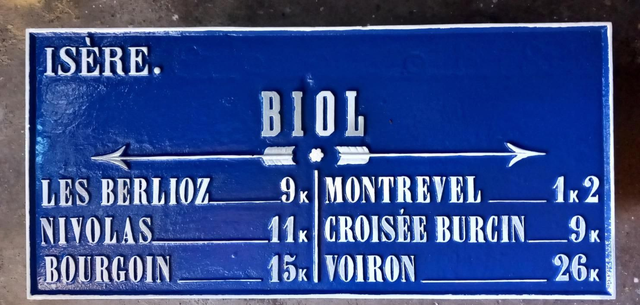 ISÈRE.
BIOL
LES BERLIOZ 9K
NIVOLAS 11K
BOURGOIN 15K
MONTREVEL 1K2
CROISÉE BURCIN 9K
VOIRON 26K